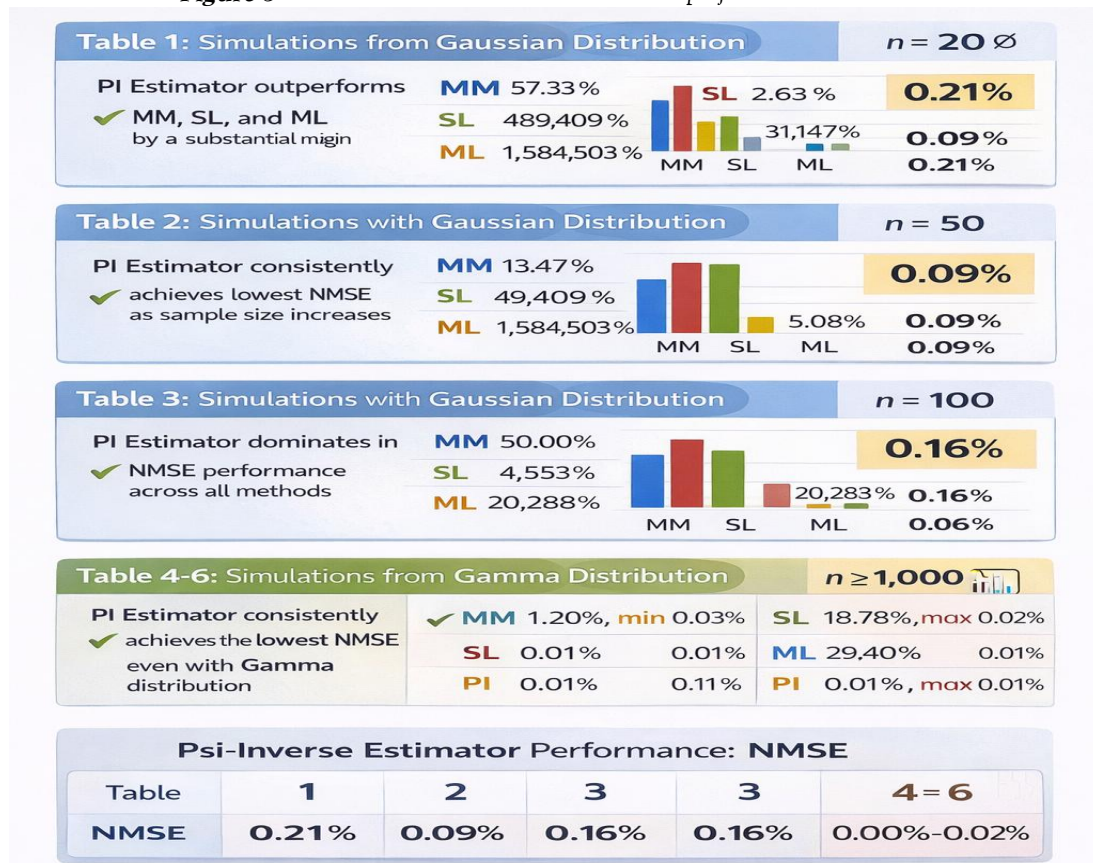 Figure
Table 1: Simulations from Gaussian Distribution n = 20 ∅
PI Estimator outperforms
✓ MM, SL, and ML
by a substantial migin
MM 57.33%
SL 489,409%
ML 1,584,503%
SL 2.63 %
31,147%
MM SL ML
0.21%
0.09%
0.21%
Table 2: Simulations with Gaussian Distribution n = 50
PI Estimator consistently
✓ achieves lowest NMSE
as sample size increases
MM 13.47%
SL 49,409%
ML 1,584,503%
5.08%
MM SL ML
0.09%
0.09%
0.09%
Table 3: Simulations with Gaussian Distribution n = 100
PI Estimator dominates in
✓ NMSE performance
across all methods
MM 50.00%
SL 4,553%
ML 20,288%
20,283%
MM SL ML
0.16%
0.16%
0.06%
Table 4-6: Simulations from Gamma Distribution n ≥ 1,000
PI Estimator consistently
✓ achieves the lowest NMSE
even with Gamma
distribution
✓ MM 1.20%, min 0.03% SL 18.78%, max 0.02%
SL 0.01% 0.01% ML 29,40% 0.01%
PI 0.01% 0.11% PI 0.01%, max 0.01%
Psi-Inverse Estimator Performance: NMSE
Table 1 2 3 3 4=6
NMSE 0.21% 0.09% 0.16% 0.16% 0.00%-0.02%